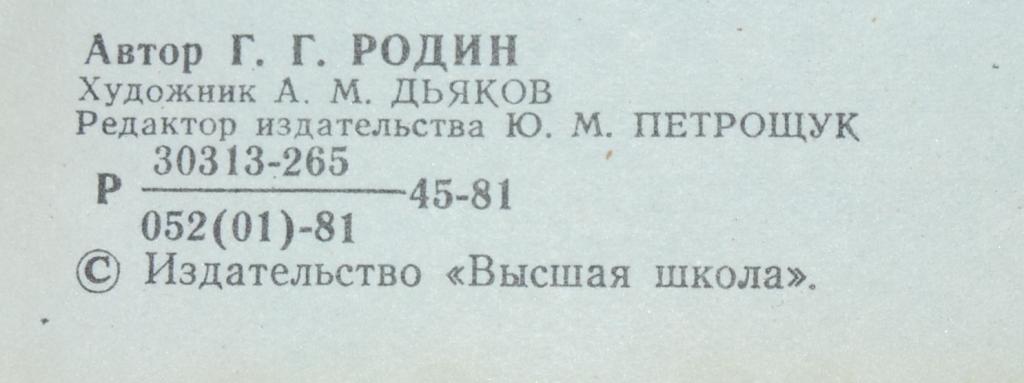 Автор Г. Г. РОДИН
Художник А. М. ДЬЯКОВ
Редактор издательства Ю. М. ПЕТРОЩУК
30313-265
Р 45-81
052(01)-81
© Издательство «Высшая школа».